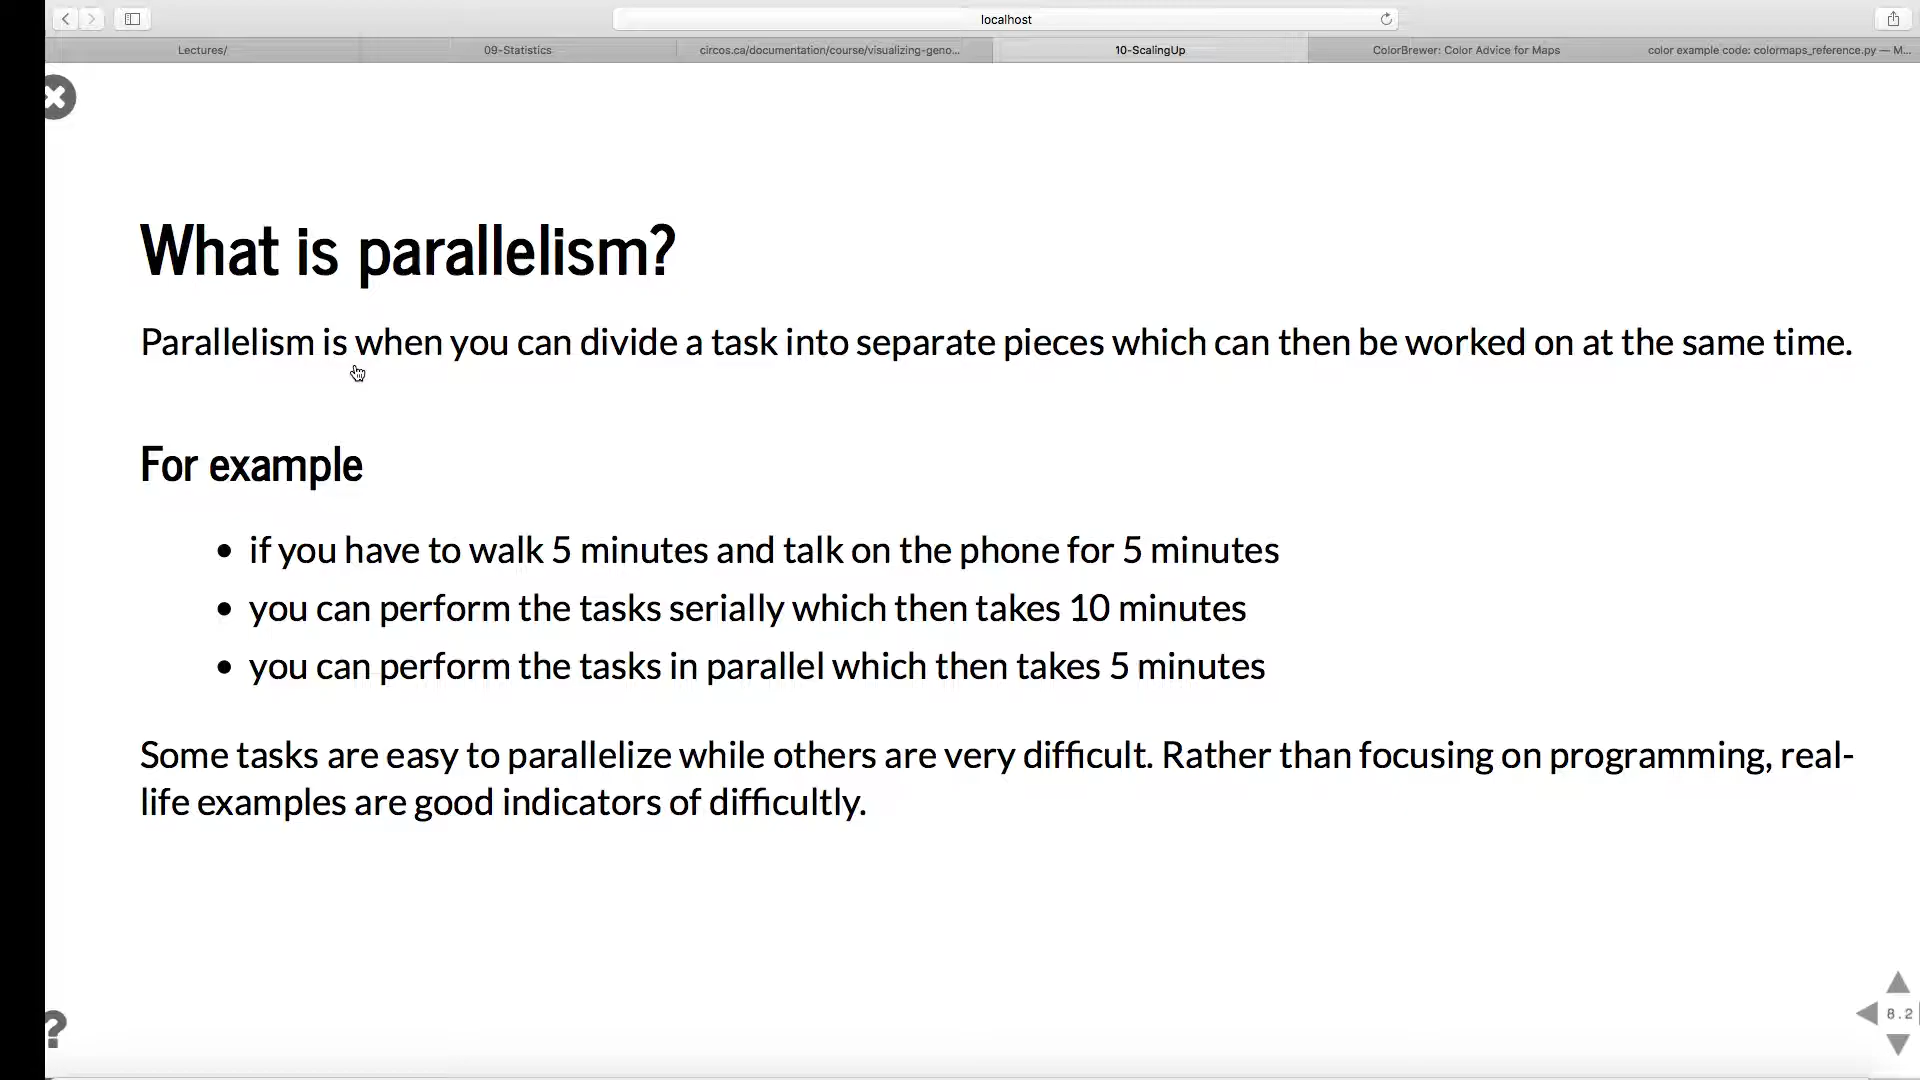 localhost
Lectures/
09-Statistics
circos.ca/documentation/course/visualizing-geno...
10-ScalingUp
ColorBrewer: Color Advice for Maps
color example code: colormaps_reference.py — M...
What is parallelism?
Parallelism is when you can divide a task into separate pieces which can then be worked on at the same time.
For example
• if you have to walk 5 minutes and talk on the phone for 5 minutes
• you can perform the tasks serially which then takes 10 minutes
• you can perform the tasks in parallel which then takes 5 minutes
Some tasks are easy to parallelize while others are very difficult. Rather than focusing on programming, real-
life examples are good indicators of difficultly.
?
8.2